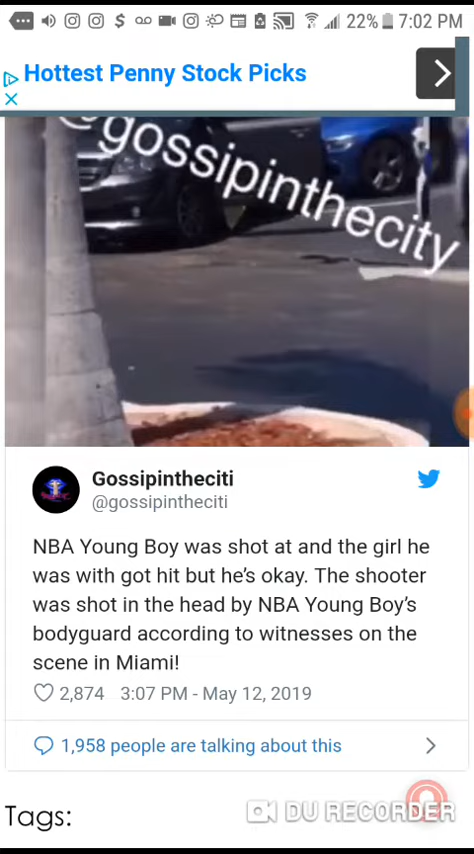 22% 7:02 PM
Hottest Penny Stock Picks
@gossipinthecity
Gossipintheciti
@gossipintheciti
NBA Young Boy was shot at and the girl he
was with got hit but he's okay. The shooter
was shot in the head by NBA Young Boy's
bodyguard according to witnesses on the
scene in Miami!
2,874 3:07 PM - May 12, 2019
1,958 people are talking about this
Tags:
DU RECORDER